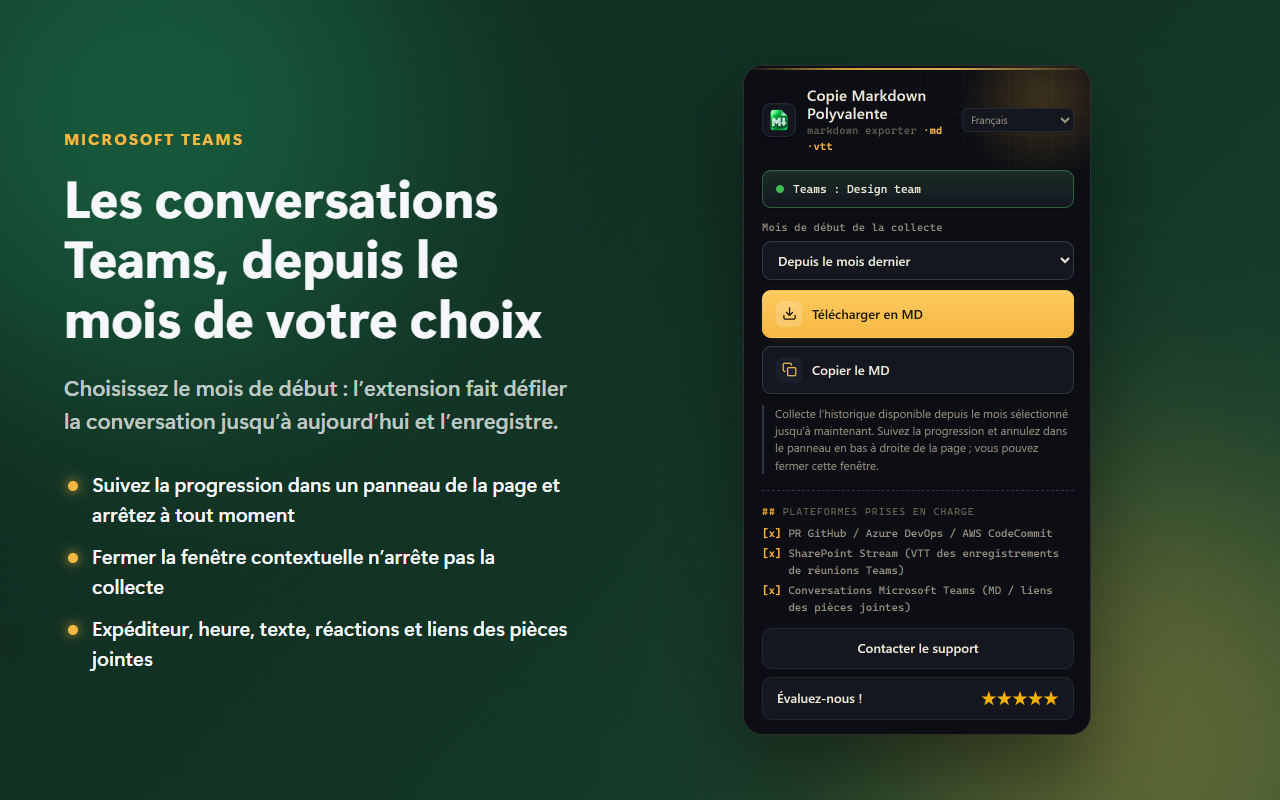 MICROSOFT TEAMS
Les conversations
Teams, depuis le
mois de votre choix
Choisissez le mois de début : l’extension fait défiler
la conversation jusqu’à aujourd’hui et l’enregistre.
Suivez la progression dans un panneau de la page et
arrêtez à tout moment
Fermer la fenêtre contextuelle n’arrête pas la
collecte
Expéditeur, heure, texte, réactions et liens des pièces
jointes
M↓
Copie Markdown
Polyvalente
markdown exporter ·md
·vtt
Français
Teams : Design team
Mois de début de la collecte
Depuis le mois dernier
Télécharger en MD
Copier le MD
Collecte l’historique disponible depuis le mois sélectionné
jusqu’à maintenant. Suivez la progression et annulez dans
le panneau en bas à droite de la page ; vous pouvez
fermer cette fenêtre.
## PLATEFORMES PRISES EN CHARGE
[x] PR GitHub / Azure DevOps / AWS CodeCommit
[x] SharePoint Stream (VTT des enregistrements
de réunions Teams)
[x] Conversations Microsoft Teams (MD / liens
des pièces jointes)
Contacter le support
Évaluez-nous ! ★★★★★